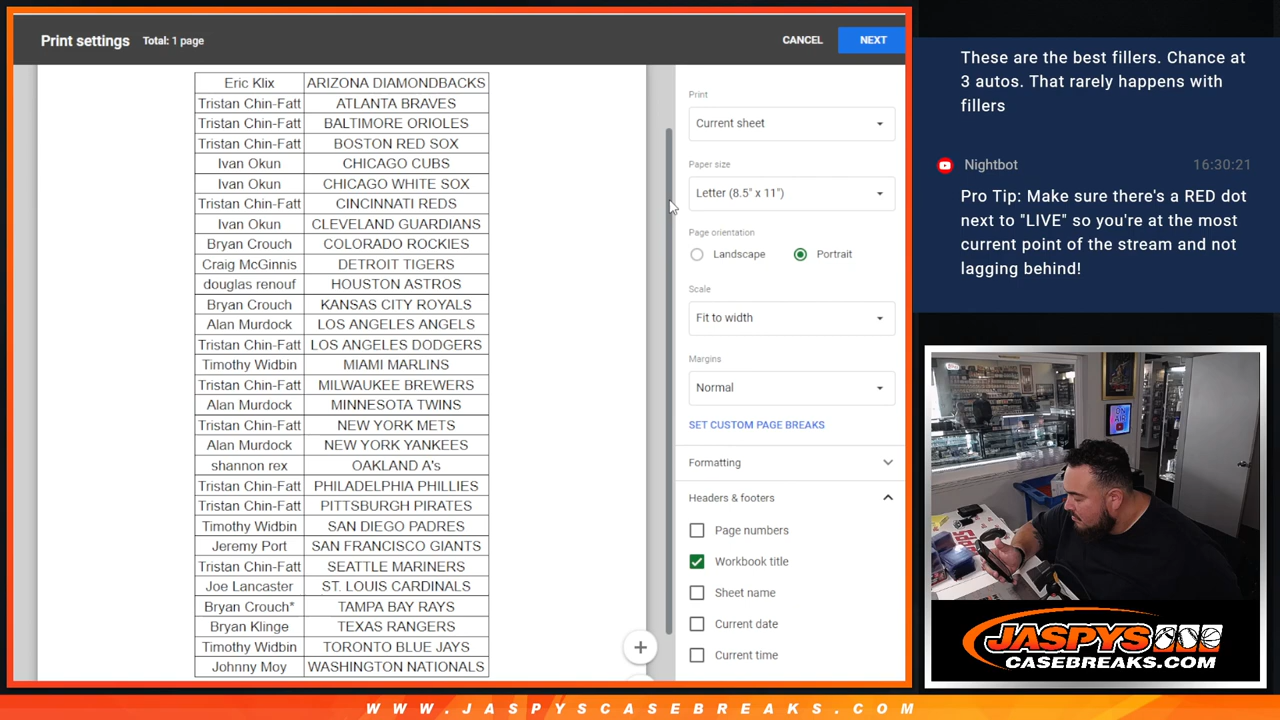 Print settings Total: 1 page CANCEL NEXT
Eric Klix ARIZONA DIAMONDBACKS
Tristan Chin-Fatt ATLANTA BRAVES
Tristan Chin-Fatt BALTIMORE ORIOLES
Tristan Chin-Fatt BOSTON RED SOX
Ivan Okun CHICAGO CUBS
Ivan Okun CHICAGO WHITE SOX
Tristan Chin-Fatt CINCINNATI REDS
Ivan Okun CLEVELAND GUARDIANS
Bryan Crouch COLORADO ROCKIES
Craig McGinnis DETROIT TIGERS
douglas renouf HOUSTON ASTROS
Bryan Crouch KANSAS CITY ROYALS
Alan Murdock LOS ANGELES ANGELS
Tristan Chin-Fatt LOS ANGELES DODGERS
Timothy Widbin MIAMI MARLINS
Tristan Chin-Fatt MILWAUKEE BREWERS
Alan Murdock MINNESOTA TWINS
Tristan Chin-Fatt NEW YORK METS
Alan Murdock NEW YORK YANKEES
shannon rex OAKLAND A's
Tristan Chin-Fatt PHILADELPHIA PHILLIES
Tristan Chin-Fatt PITTSBURGH PIRATES
Timothy Widbin SAN DIEGO PADRES
Jeremy Port SAN FRANCISCO GIANTS
Tristan Chin-Fatt SEATTLE MARINERS
Joe Lancaster ST. LOUIS CARDINALS
Bryan Crouch* TAMPA BAY RAYS
Bryan Klinge TEXAS RANGERS
Timothy Widbin TORONTO BLUE JAYS
Johnny Moy WASHINGTON NATIONALS
Print
Current sheet
Paper size
Letter (8.5" x 11")
Page orientation
Landscape Portrait
Scale
Fit to width
Margins
Normal
SET CUSTOM PAGE BREAKS
Formatting
Headers & footers
Page numbers
Workbook title
Sheet name
Current date
Current time
These are the best fillers. Chance at
3 autos. That rarely happens with
fillers
Nightbot 16:30:21
Pro Tip: Make sure there's a RED dot
next to "LIVE" so you're at the most
current point of the stream and not
lagging behind!
ON
AIR
JASPYS
CASEBREAKS.COM
WWW.JASPYSCASEBREAKS.COM